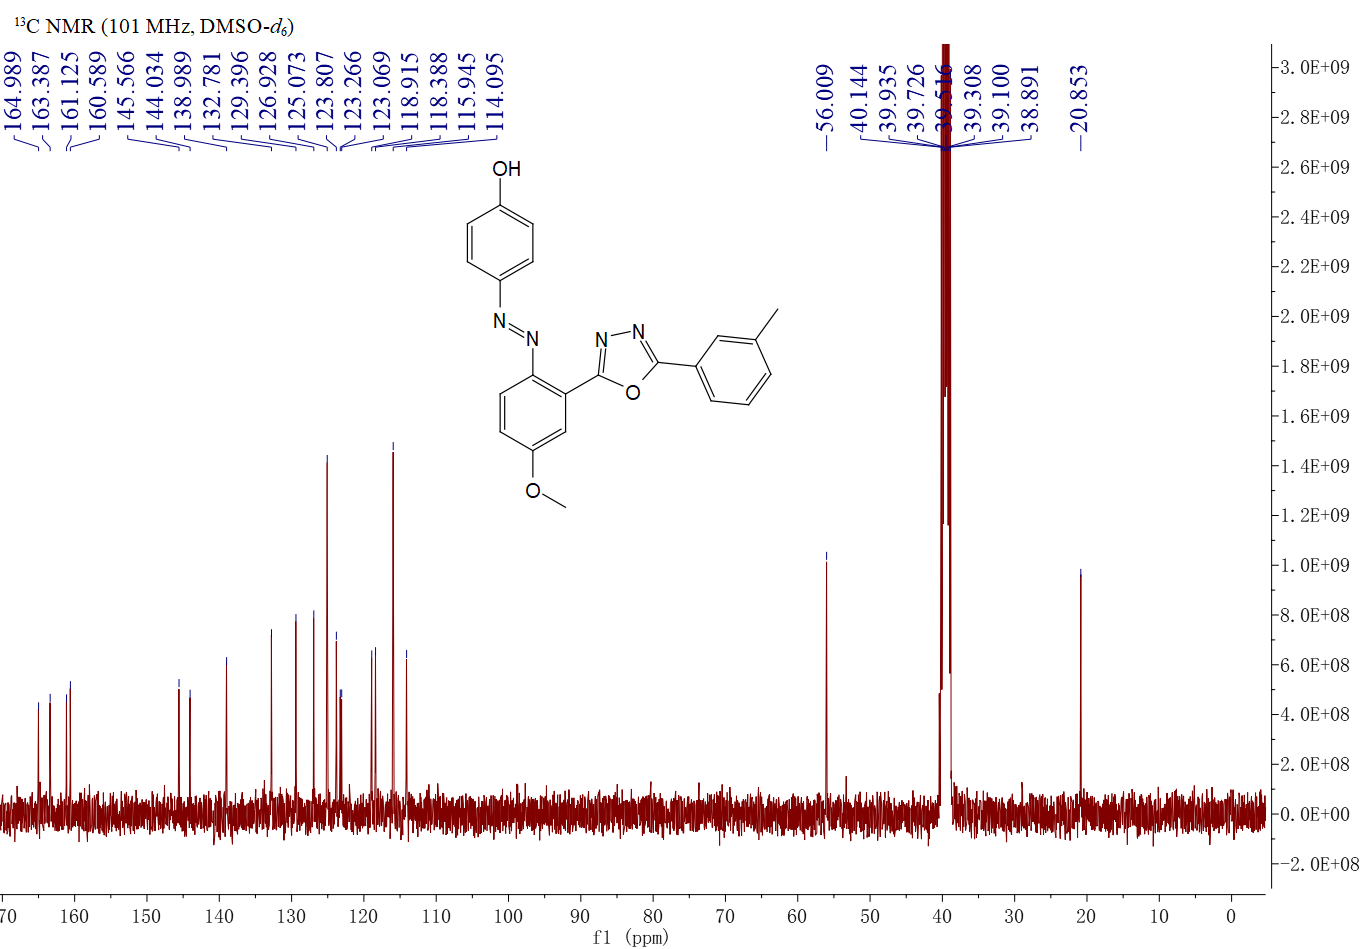 13C NMR (101 MHz, DMSO-d6)
164.989
163.387
161.125
160.589
145.566
144.034
138.989
132.781
129.396
126.928
125.073
123.807
123.266
123.069
118.915
118.388
115.945
114.095
56.009
40.144
39.935
39.726
39.516
39.308
39.100
38.891
20.853
OH
N
N
N
N
O
O
3.0E+09
2.8E+09
2.6E+09
2.4E+09
2.2E+09
2.0E+09
1.8E+09
1.6E+09
1.4E+09
1.2E+09
1.0E+09
8.0E+08
6.0E+08
4.0E+08
2.0E+08
0.0E+00
-2.0E+08
70 160 150 140 130 120 110 100 90 80 70 60 50 40 30 20 10 0
f1 (ppm)